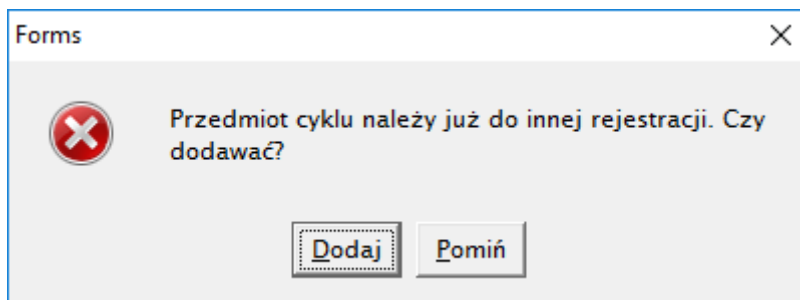 Forms
Przedmiot cyklu należy już do innej rejestracji. Czy
dodawać?
Dodaj Pomiń